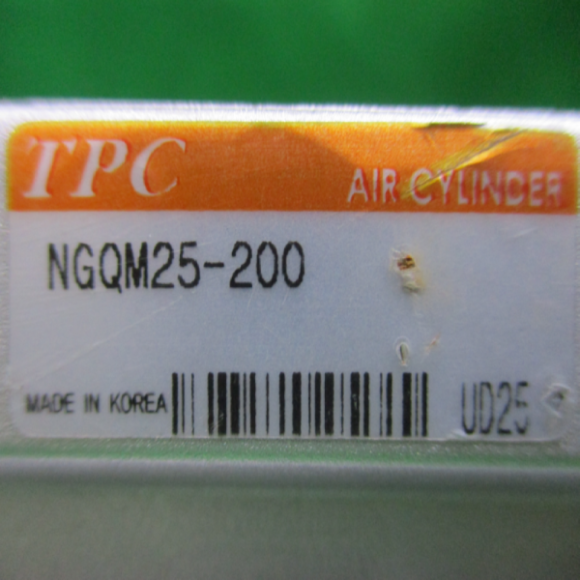 TPC
AIR CYLINDER
NGQM25-200
MADE IN KOREA
UD25